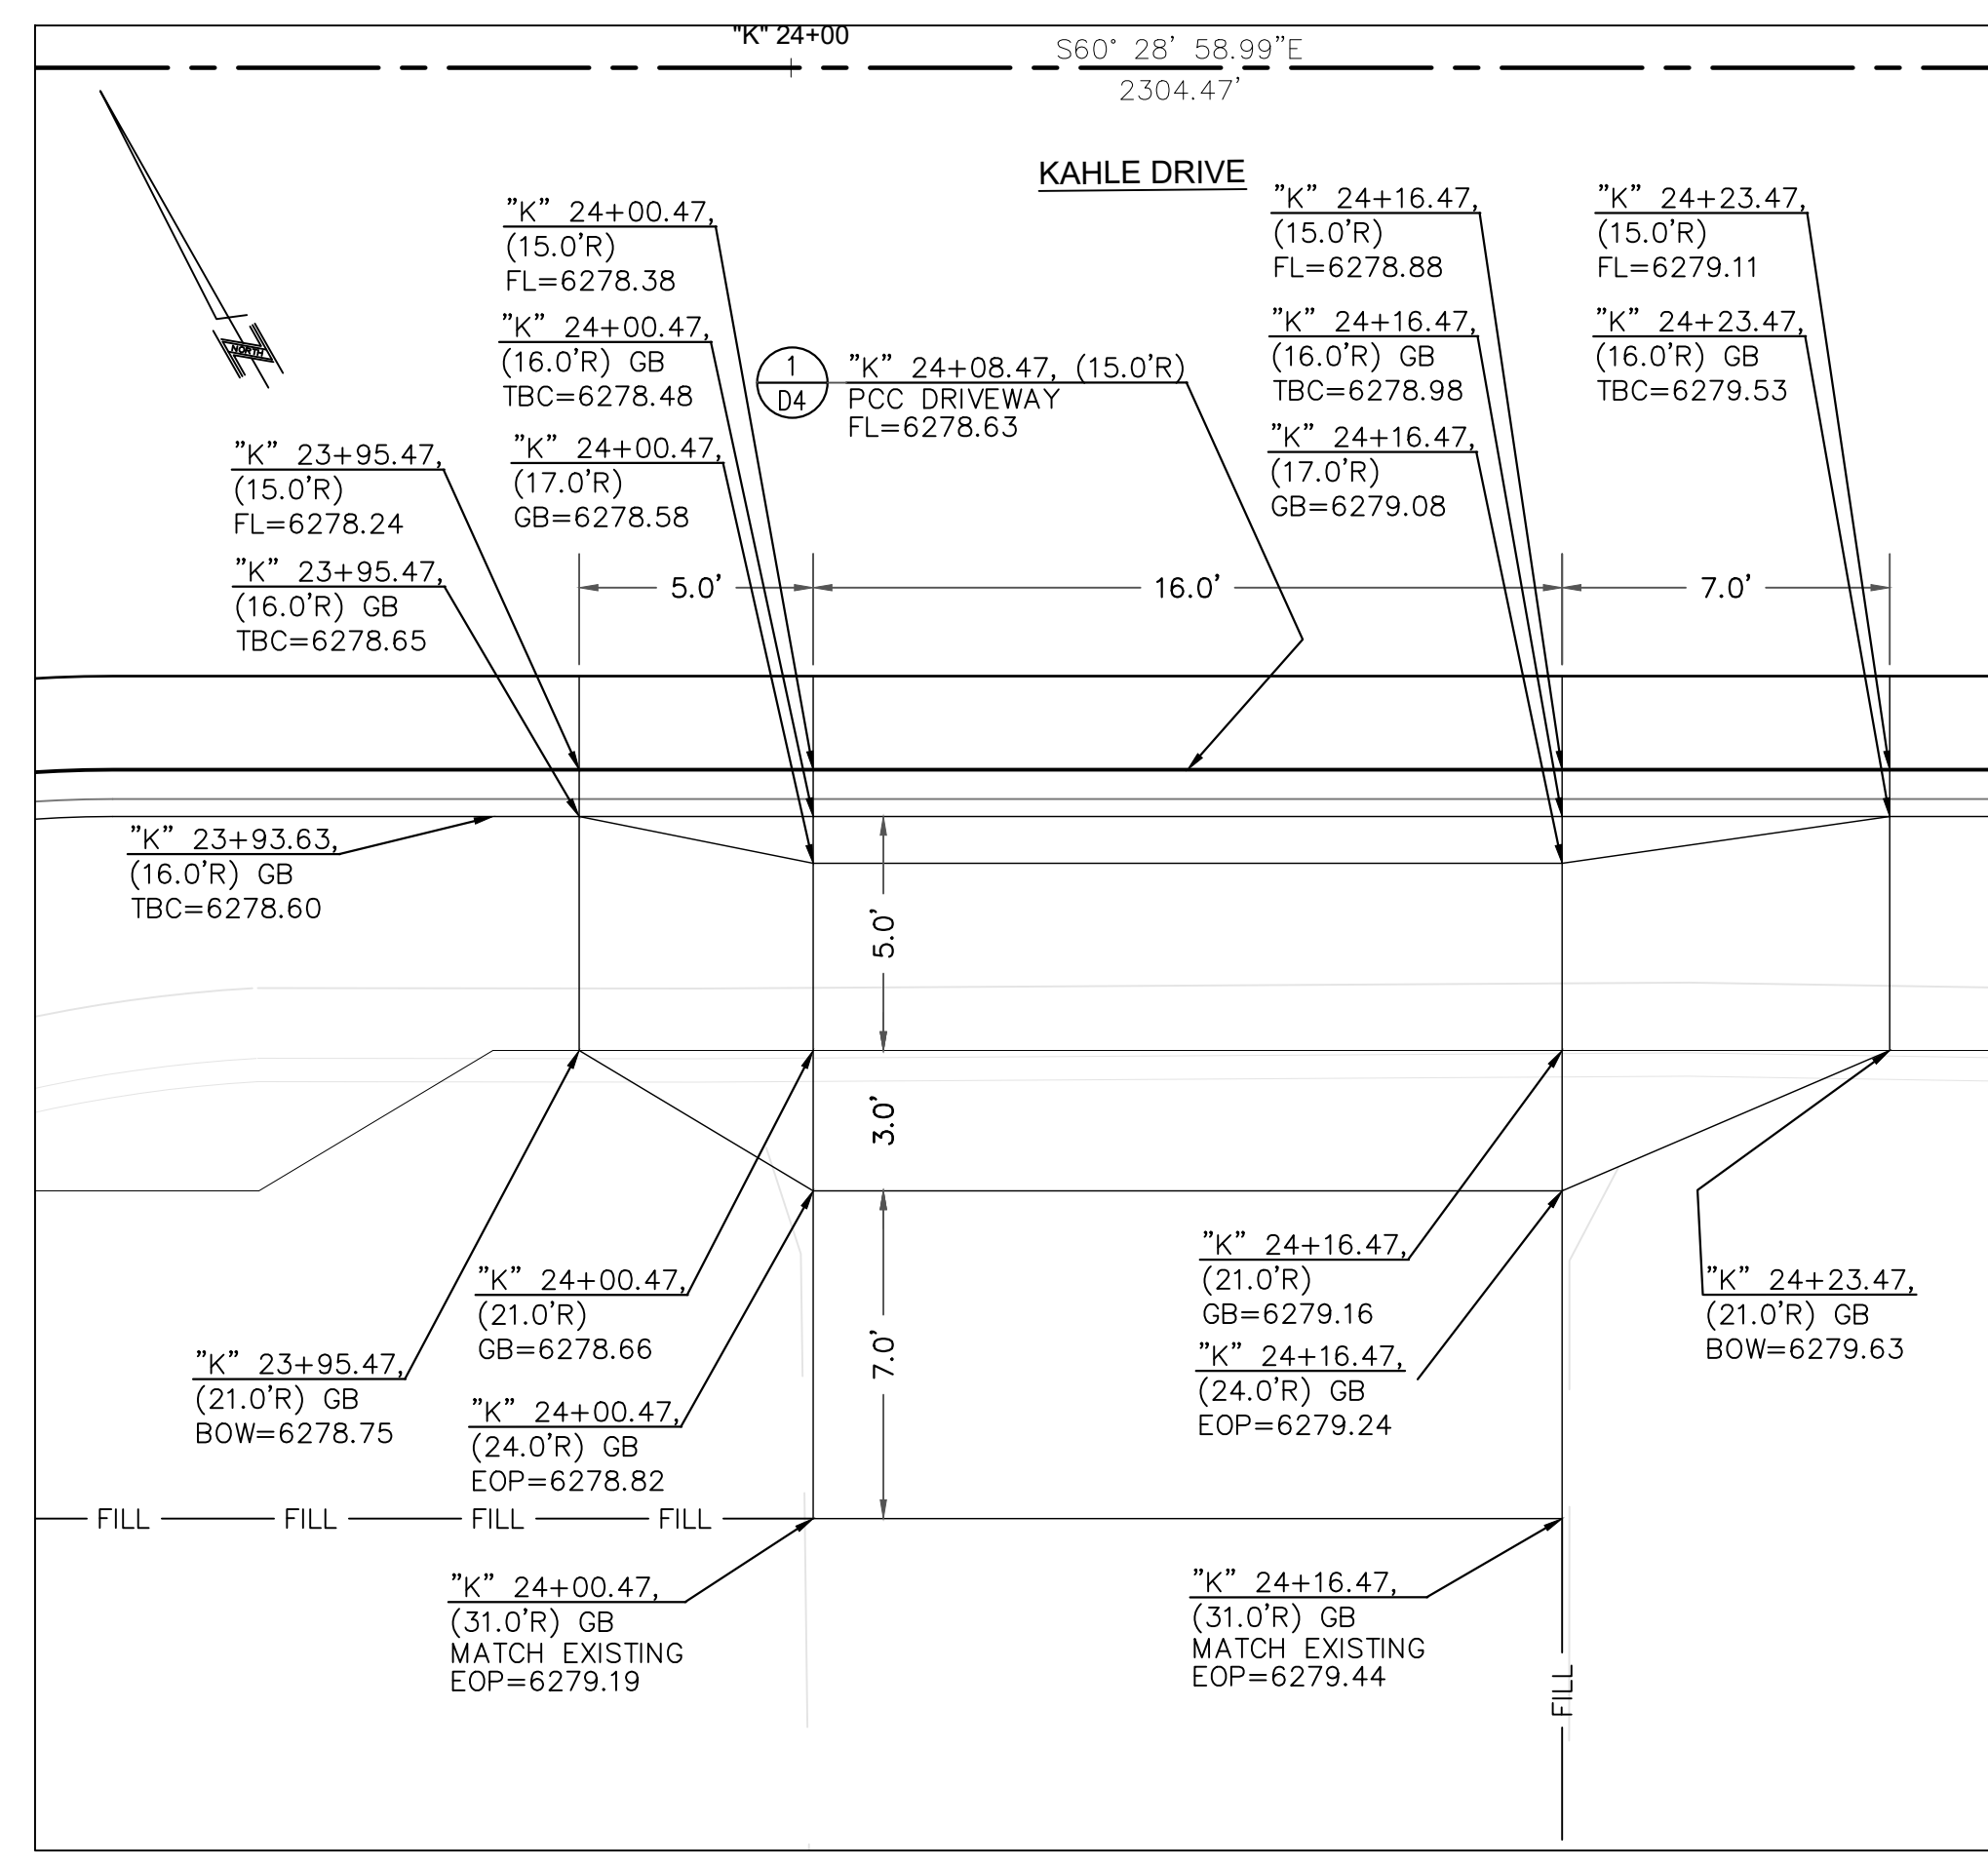 "K" 24+00
S60° 28' 58.99"E
2304.47'
KAHLE DRIVE
NORTH
"K" 24+00.47,
(15.0'R)
FL=6278.38
"K" 24+00.47,
(16.0'R) GB
TBC=6278.48
"K" 24+00.47,
(17.0'R)
GB=6278.58
1
D4
"K" 24+08.47, (15.0'R)
PCC DRIVEWAY
FL=6278.63
"K" 24+16.47,
(15.0'R)
FL=6278.88
"K" 24+16.47,
(16.0'R) GB
TBC=6278.98
"K" 24+16.47,
(17.0'R)
GB=6279.08
"K" 24+23.47,
(15.0'R)
FL=6279.11
"K" 24+23.47,
(16.0'R) GB
TBC=6279.53
"K" 23+95.47,
(15.0'R)
FL=6278.24
"K" 23+95.47,
(16.0'R) GB
TBC=6278.65
5.0'
16.0'
7.0'
"K" 23+93.63,
(16.0'R) GB
TBC=6278.60
5.0'
3.0'
7.0'
"K" 23+95.47,
(21.0'R) GB
BOW=6278.75
"K" 24+00.47,
(21.0'R)
GB=6278.66
"K" 24+00.47,
(24.0'R) GB
EOP=6278.82
"K" 24+16.47,
(21.0'R)
GB=6279.16
"K" 24+16.47,
(24.0'R) GB
EOP=6279.24
"K" 24+23.47,
(21.0'R) GB
BOW=6279.63
FILL FILL FILL FILL
"K" 24+00.47,
(31.0'R) GB
MATCH EXISTING
EOP=6279.19
"K" 24+16.47,
(31.0'R) GB
MATCH EXISTING
EOP=6279.44
FILL